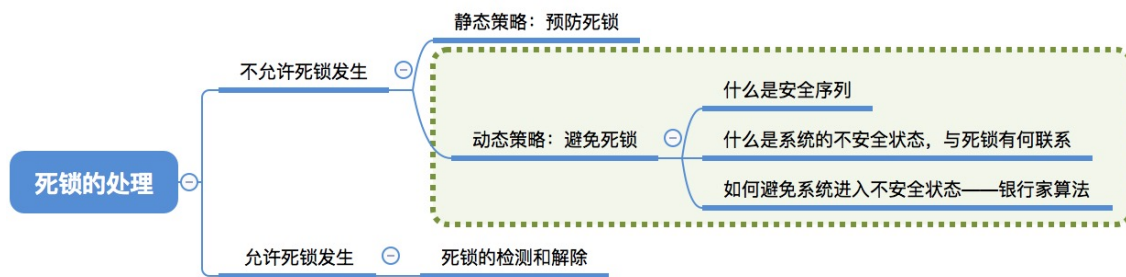 静态策略：预防死锁
不允许死锁发生
什么是安全序列
动态策略：避免死锁
什么是系统的不安全状态，与死锁有何联系
死锁的处理
如何避免系统进入不安全状态——银行家算法
允许死锁发生
死锁的检测和解除